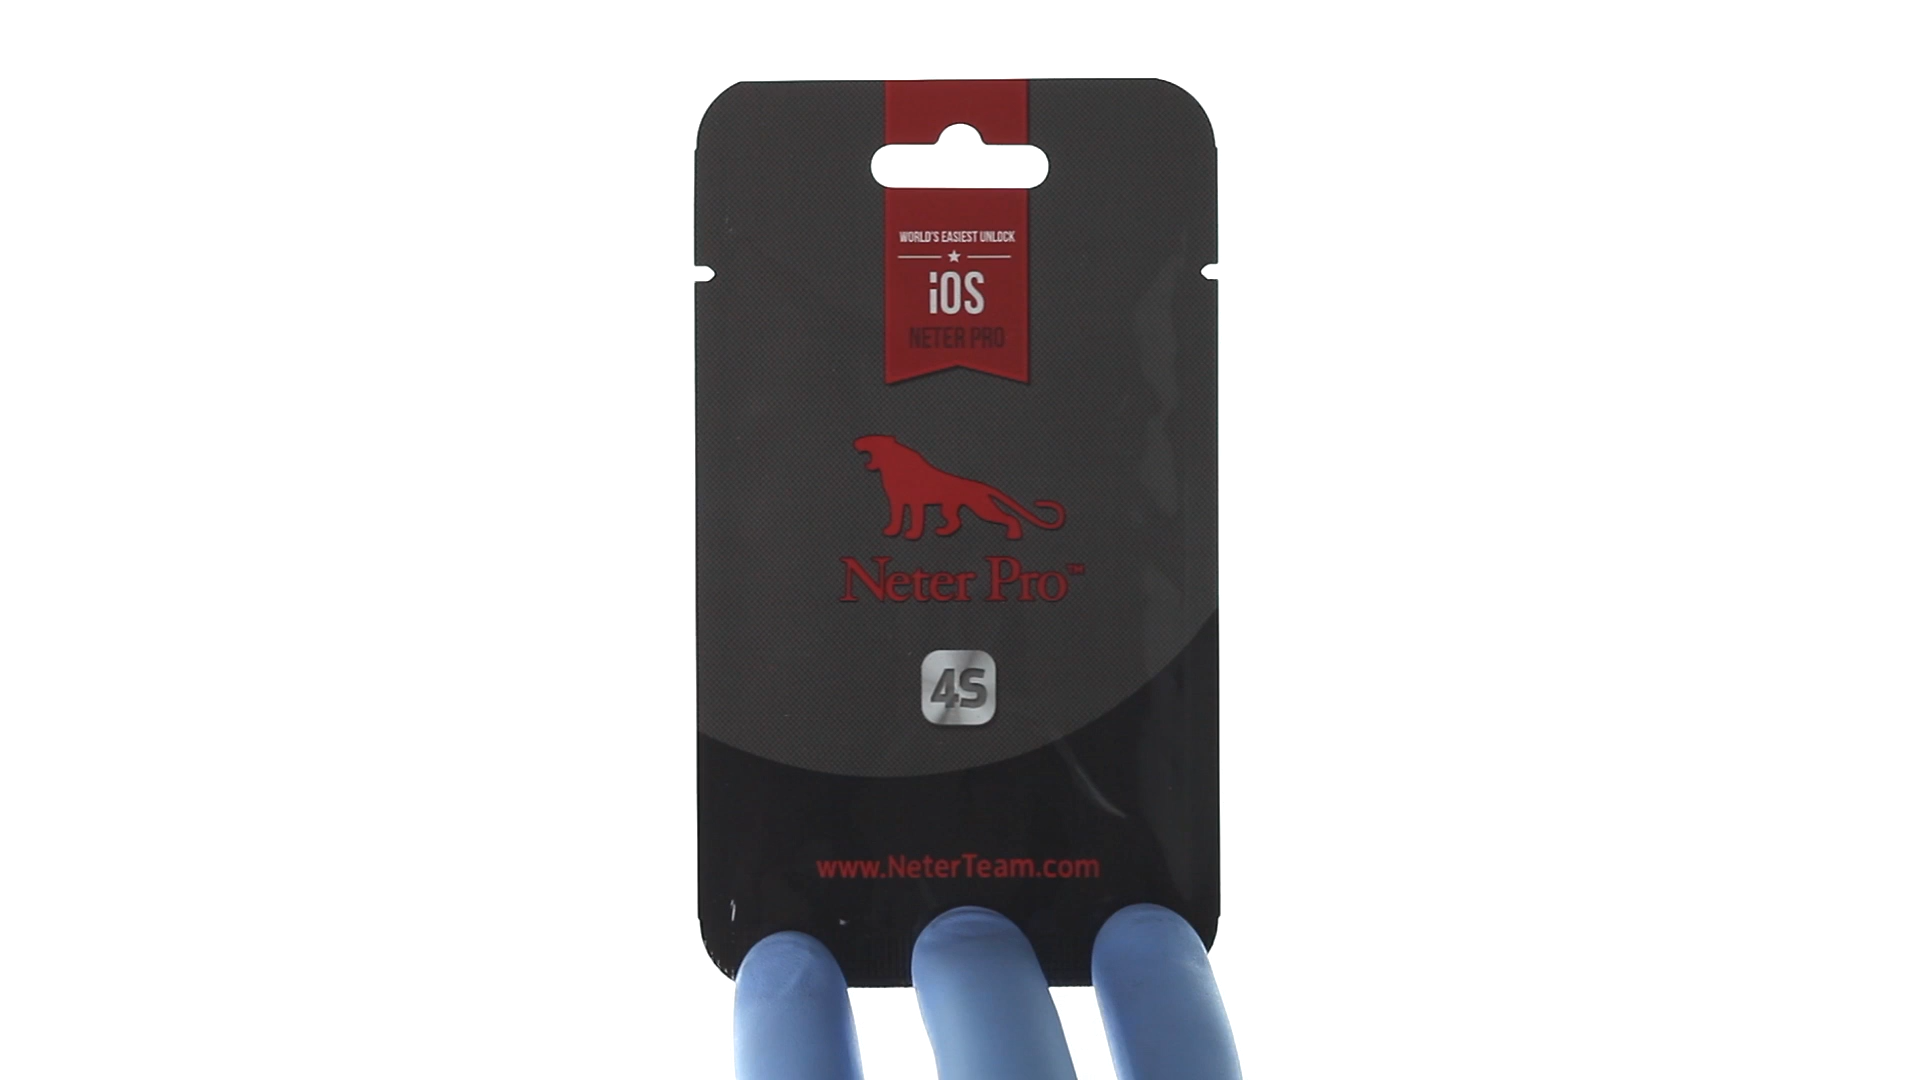 WORLD'S EASIEST UNLOCK
iOS
NETER PRO
Neter Pro™
4S
www.NeterTeam.com